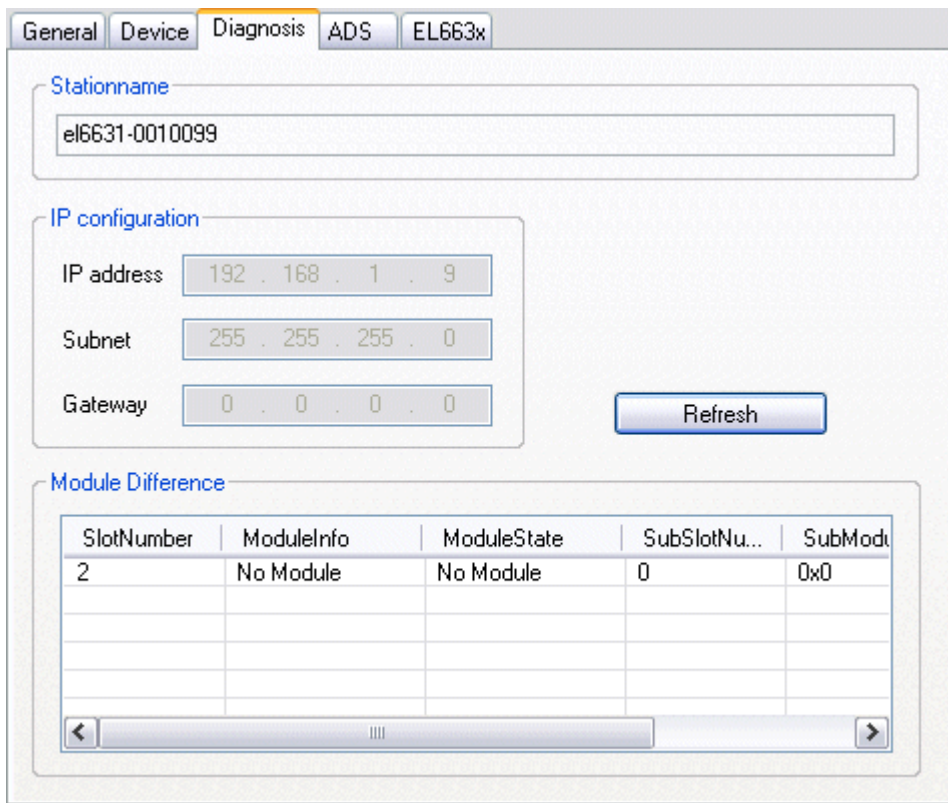 General Device Diagnosis ADS EL663x
Stationname
el6631-0010099
IP configuration
IP address 192 . 168 . 1 . 9
Subnet 255 . 255 . 255 . 0
Gateway 0 . 0 . 0 . 0
Refresh
Module Difference
SlotNumber ModuleInfo ModuleState SubSlotNu... SubModu
2 No Module No Module 0 0x0